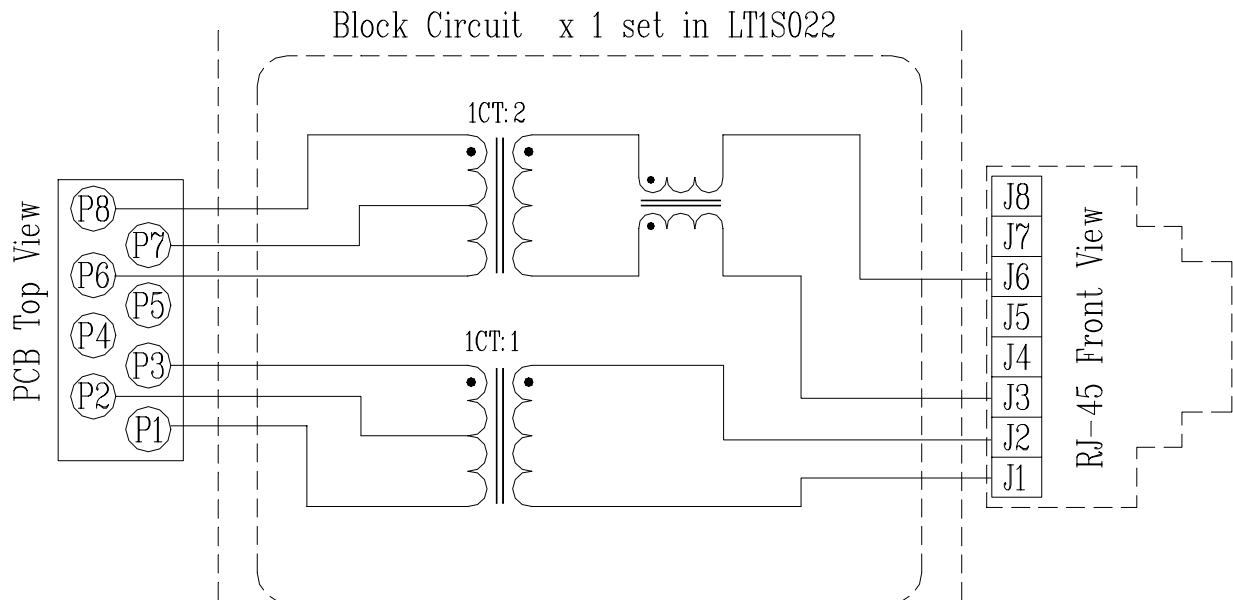 Block Circuit x 1 set in LT1S022
1CT:2
PCB Top View
P8
P7
P6
P5
P4
P3
P2
P1
1CT:1
J8
J7
J6
J5
J4
J3
J2
J1
RJ-45 Front View